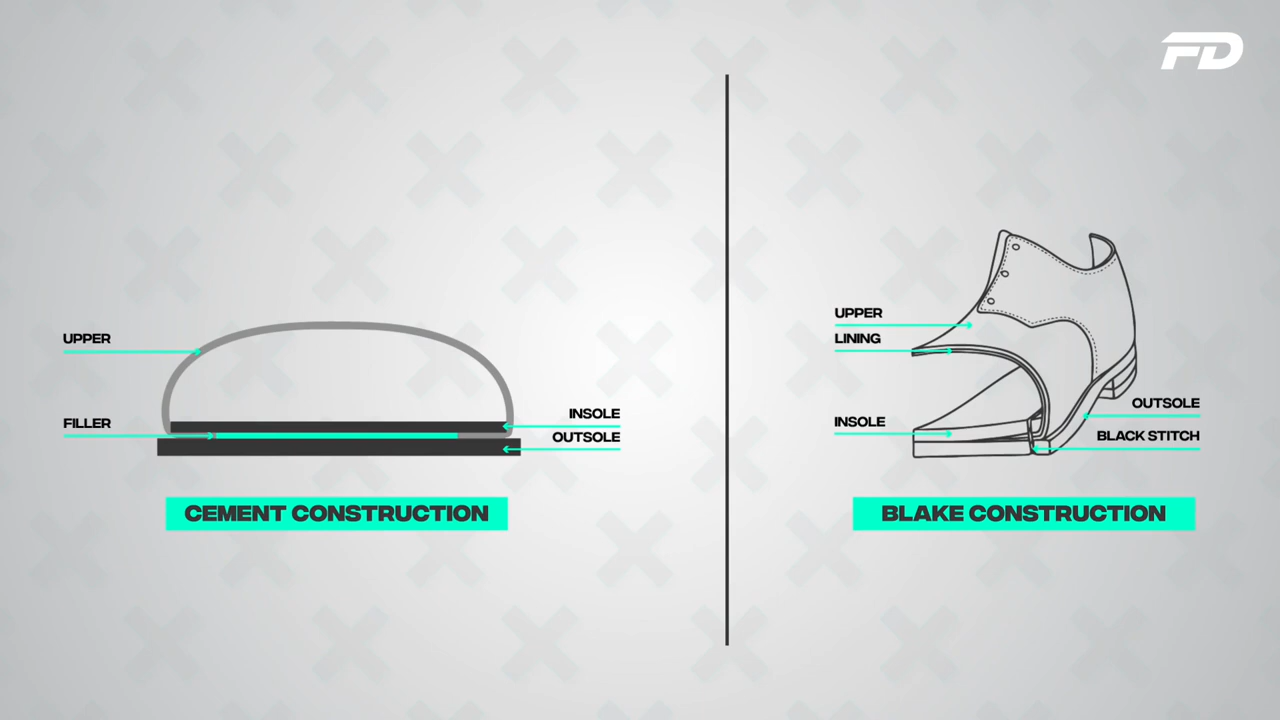 FD
UPPER
FILLER
INSOLE
OUTSOLE
CEMENT CONSTRUCTION
UPPER
LINING
INSOLE
OUTSOLE
BLACK STITCH
BLAKE CONSTRUCTION